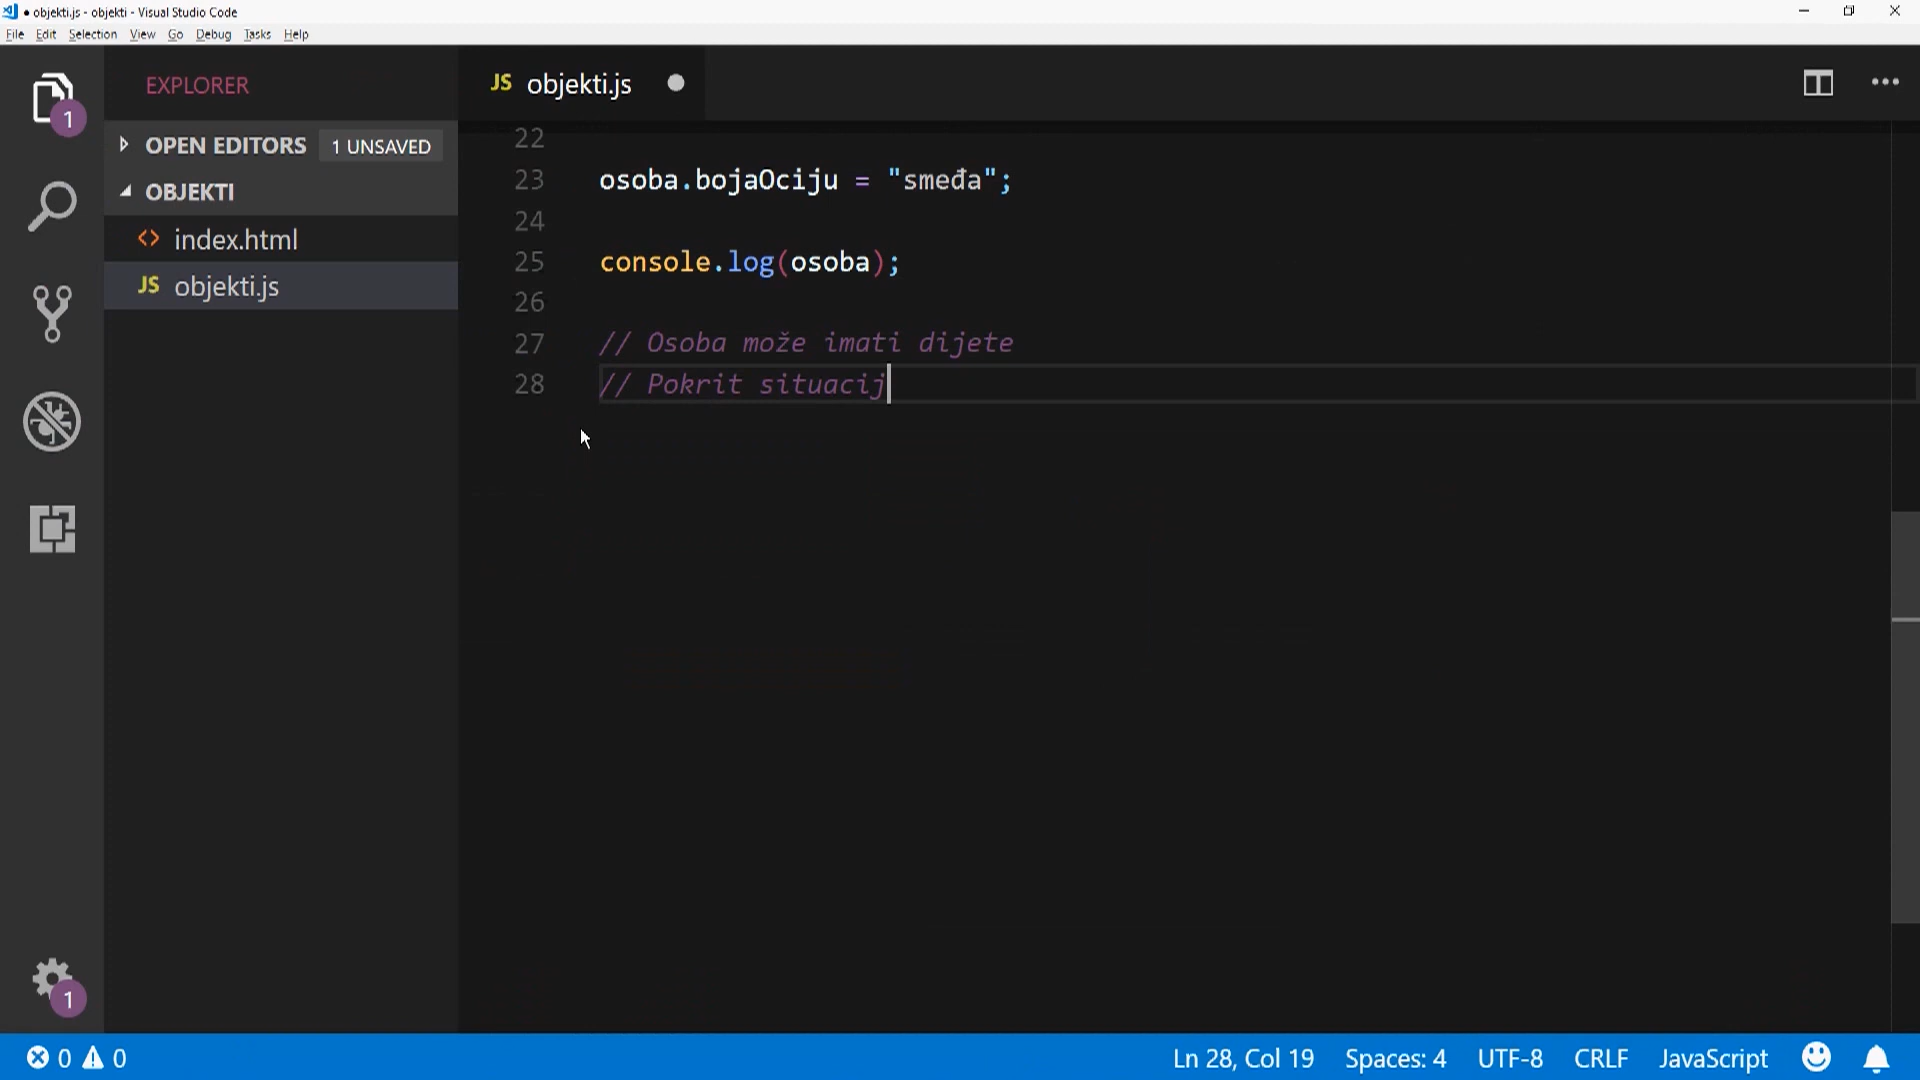 objekti.js - objekti - Visual Studio Code
File Edit Selection View Go Debug Tasks Help
EXPLORER
OPEN EDITORS 1 UNSAVED
OBJEKTI
index.html
JS objekti.js
1
1
JS objekti.js
22
23 osoba.bojaOciju = "smeđa";
24
25 console.log(osoba);
26
27 // Osoba može imati dijete
28 // Pokrit situacij
0 0
Ln 28, Col 19 Spaces: 4 UTF-8 CRLF JavaScript